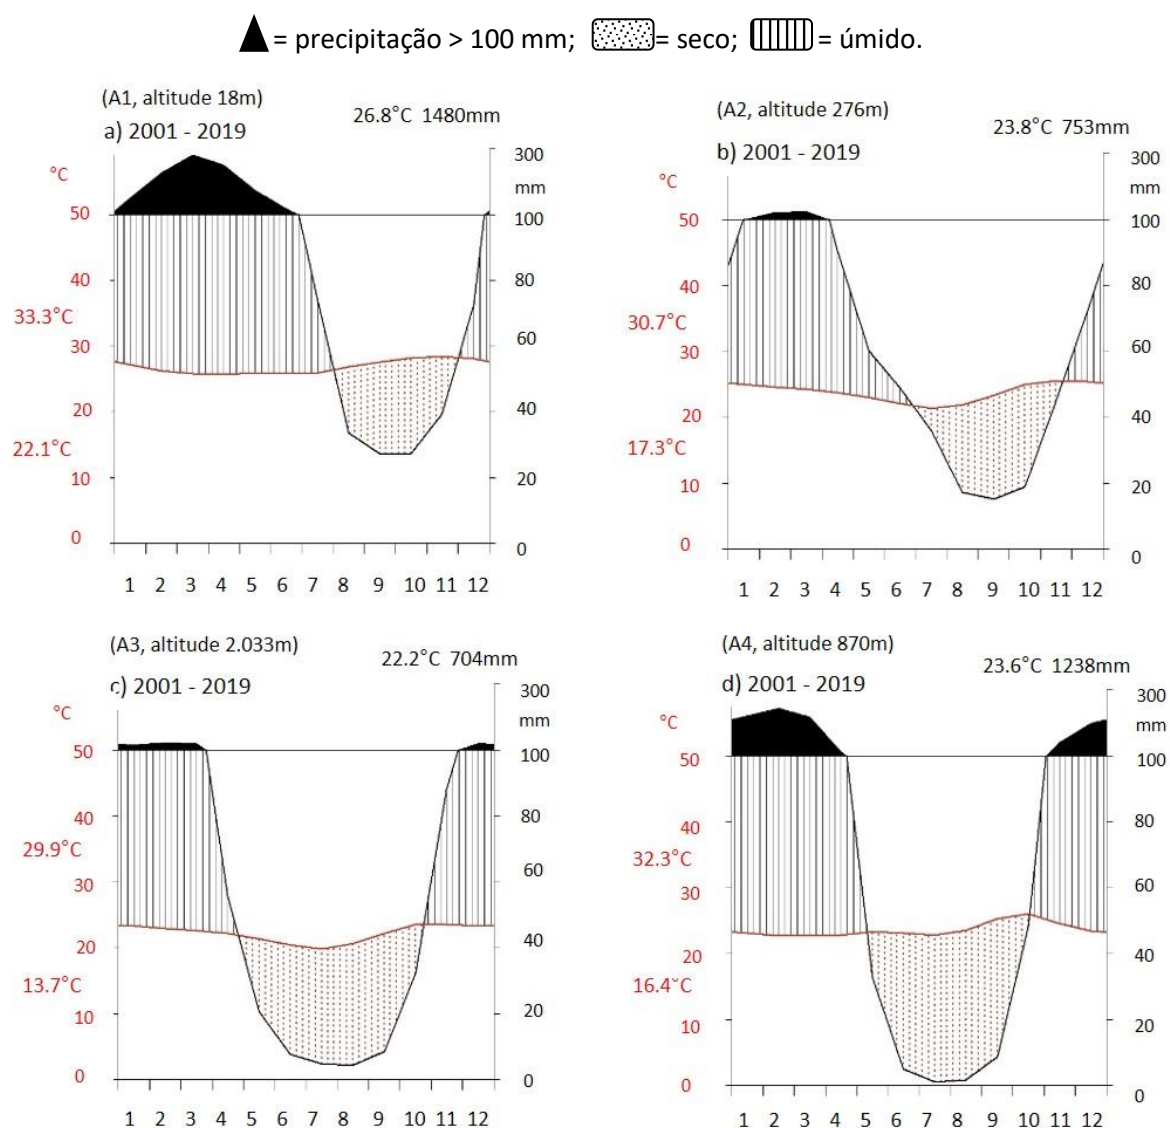 = precipitação > 100 mm; = seco; = úmido.
(A1, altitude 18m)
26.8°C 1480mm
a) 2001 - 2019
°C
300
mm
50
100
40
80
33.3°C
60
30
20
40
22.1°C
10
20
0
0
1 2 3 4 5 6 7 8 9 10 11 12
(A2, altitude 276m)
23.8°C 753mm
b) 2001 - 2019
°C
300
mm
50
100
40
80
30.7°C
60
30
20
40
17.3°C
10
20
0
0
1 2 3 4 5 6 7 8 9 10 11 12
(A3, altitude 2.033m)
22.2°C 704mm
c) 2001 - 2019
°C
300
mm
50
100
40
80
29.9°C
60
30
20
40
13.7°C
10
20
0
0
1 2 3 4 5 6 7 8 9 10 11 12
(A4, altitude 870m)
23.6°C 1238mm
d) 2001 - 2019
°C
300
mm
50
100
40
80
32.3°C
60
30
20
40
16.4°C
10
20
0
0
1 2 3 4 5 6 7 8 9 10 11 12